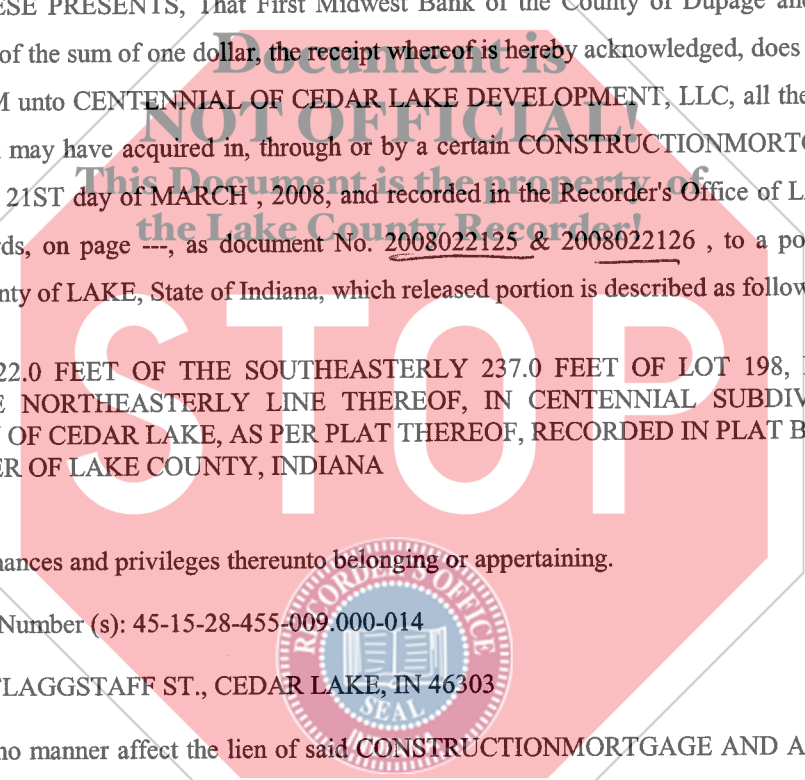 ESE PRESENTS, That First Midwest Bank of the County of Dupage and
of the sum of one dollar, the receipt whereof is hereby acknowledged, does
Document is
M unto CENTENNIAL OF CEDAR LAKE DEVELOPMENT, LLC, all the
NOT OFFICIAL!
may have acquired in, through or by a certain CONSTRUCTIONMORTG
This Document is the property of
21ST day of MARCH , 2008, and recorded in the Recorder's Office of L
the Lake County Recorder!
rds, on page ---, as document No. 2008022125 & 2008022126 , to a po
nty of LAKE, State of Indiana, which released portion is described as follow
STOP
22.0 FEET OF THE SOUTHEASTERLY 237.0 FEET OF LOT 198,
E NORTHEASTERLY LINE THEREOF, IN CENTENNIAL SUBDIV
OF CEDAR LAKE, AS PER PLAT THEREOF, RECORDED IN PLAT B
ER OF LAKE COUNTY, INDIANA
nances and privileges thereunto belonging or appertaining.
Number (s): 45-15-28-455-009.000-014
RECORDER'S OFFICE
FLAGGSTAFF ST., CEDAR LAKE, IN 46303
SEAL
no manner affect the lien of said CONSTRUCTIONMORTGAGE AND A